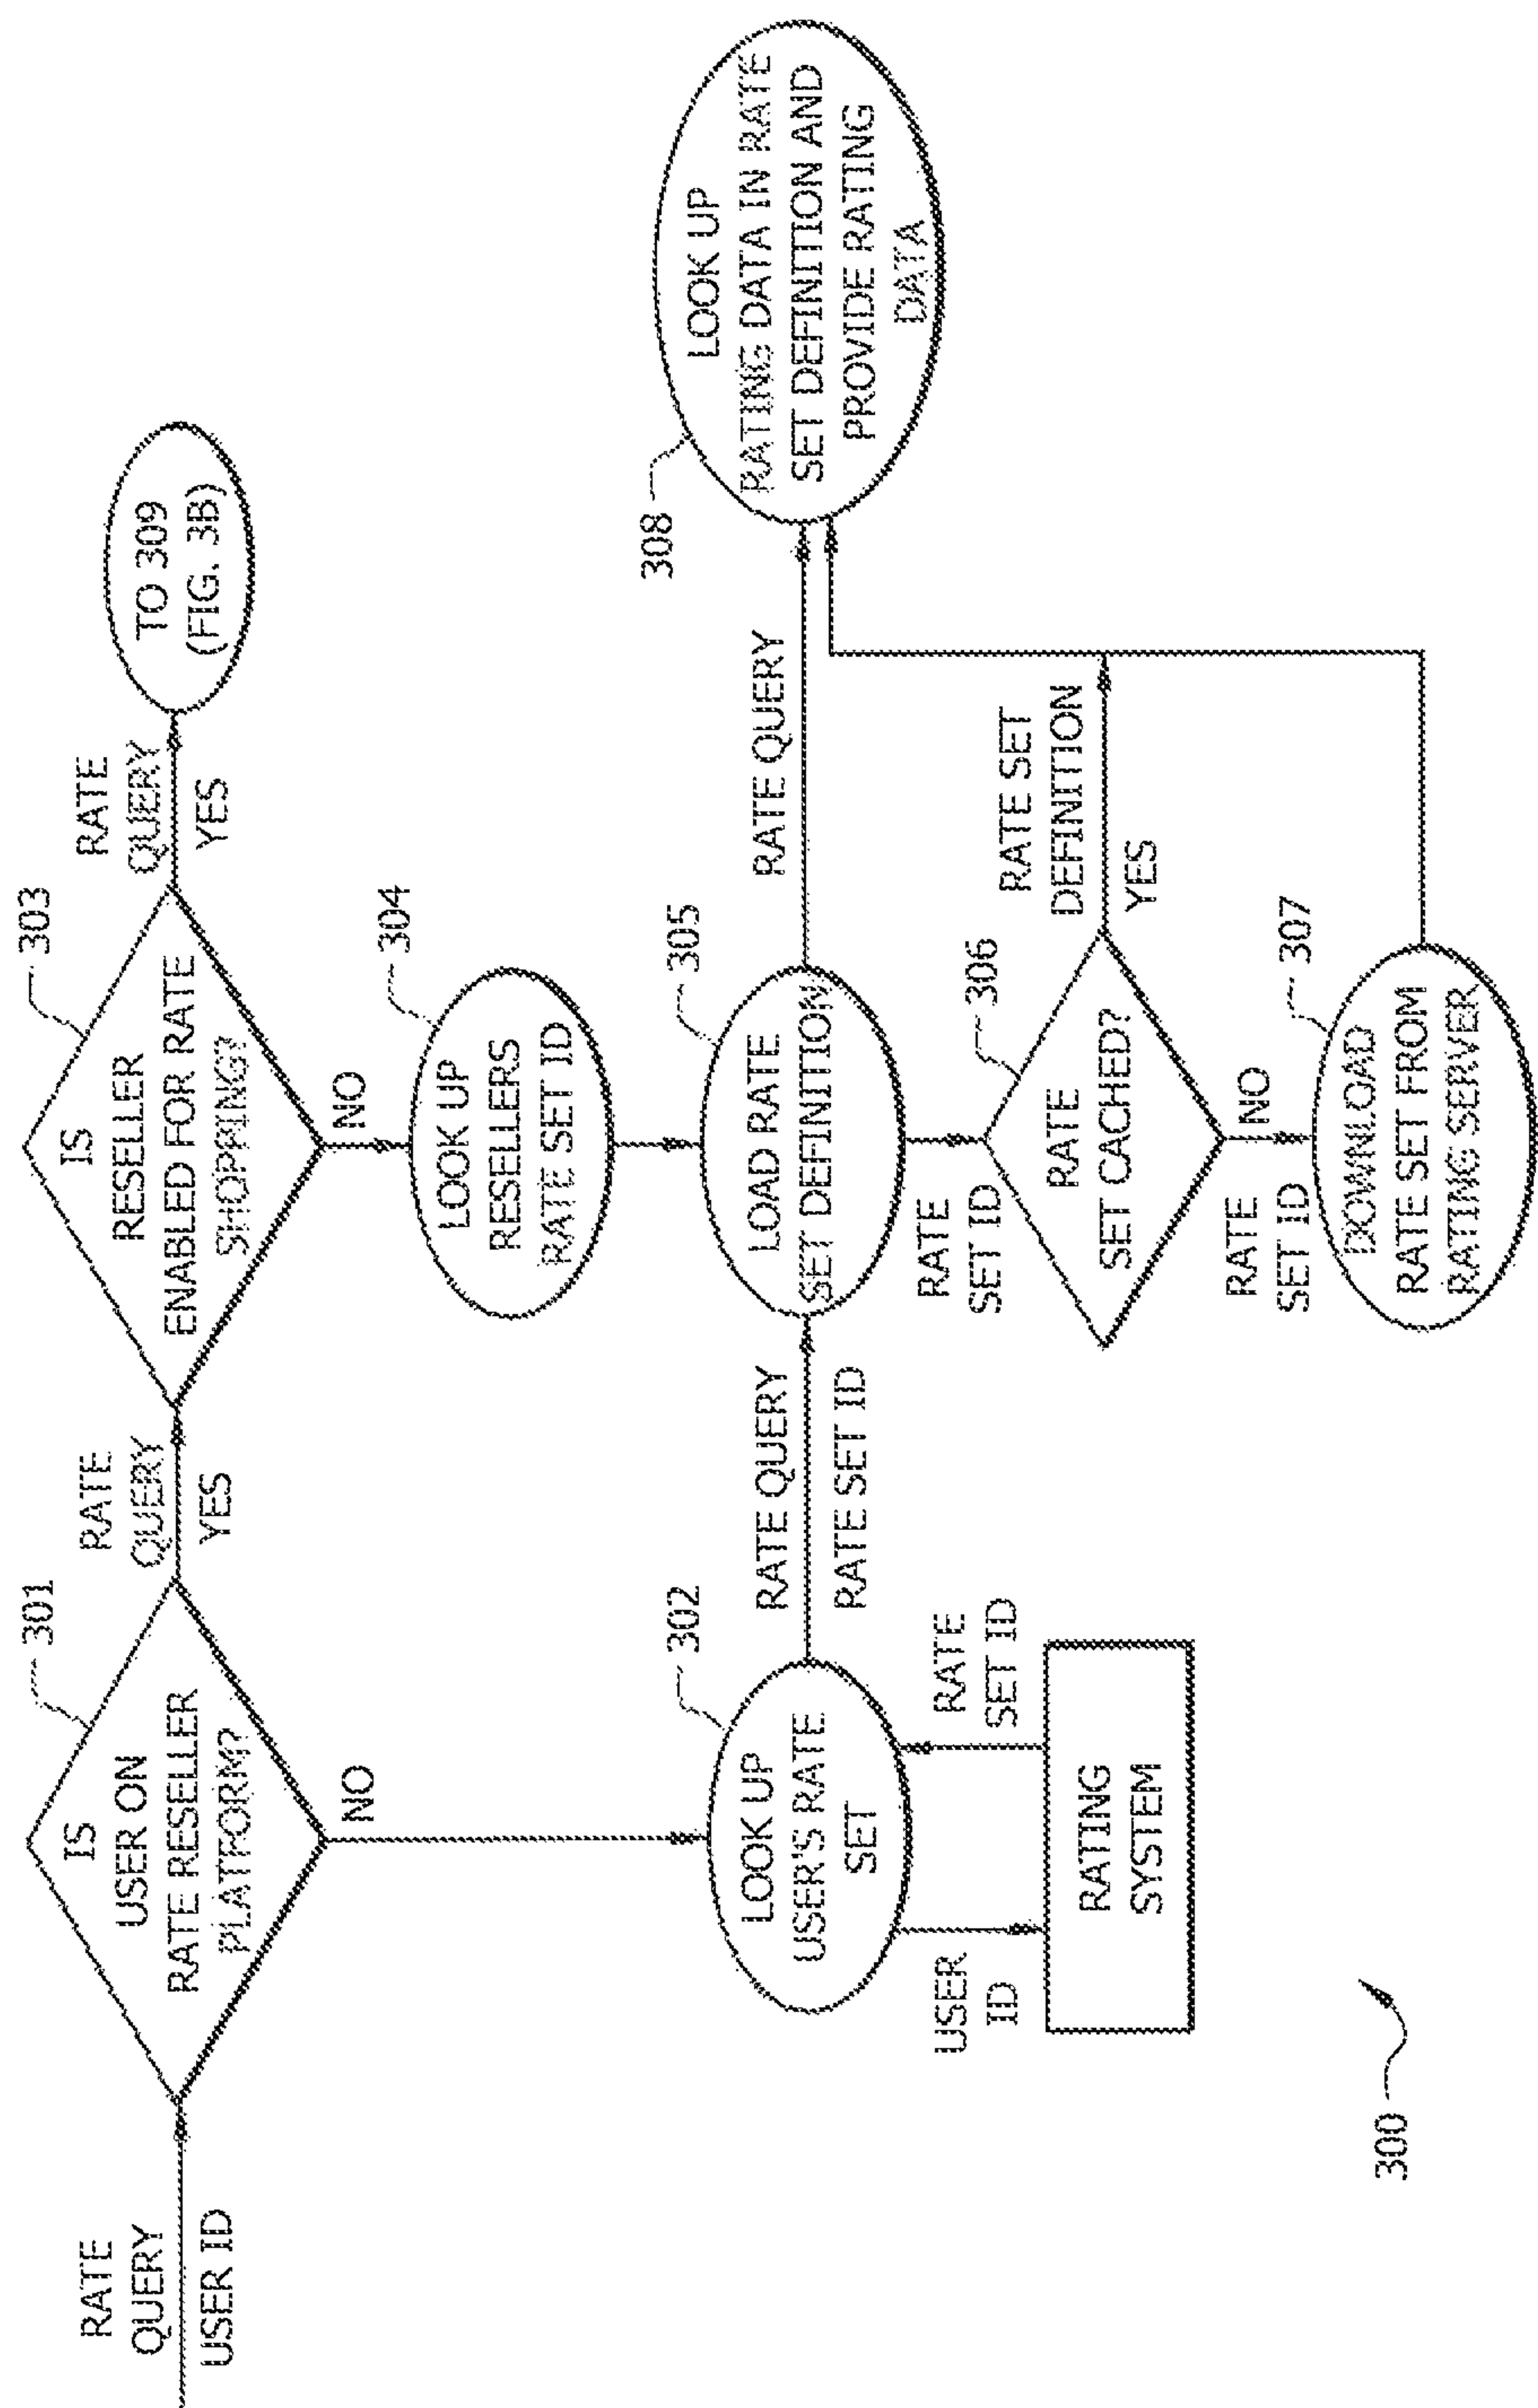 RATE
QUERY
USER ID
IS
USER ON
RATE RESELLER
PLATFORM?
301
RATE
QUERY
YES
NO
IS
RESELLER
ENABLED FOR RATE
SHOPPING?
303
RATE
QUERY
YES
TO 309
(FIG. 3B)
NO
LOOK UP
RESELLERS
RATE SET ID
304
LOOK UP
USER'S RATE
SET
302
USER
ID
RATE
SET ID
RATING
SYSTEM
RATE QUERY
RATE SET ID
LOAD RATE
SET DEFINITION
305
RATE QUERY
LOOK UP
RATING DATA IN RATE
SET DEFINITION AND
PROVIDE RATING
DATA
308
RATE
SET ID
RATE
SET CACHED?
306
RATE SET
DEFINITION
YES
RATE
SET ID
NO
DOWNLOAD
RATE SET FROM
RATING SERVER
307
300